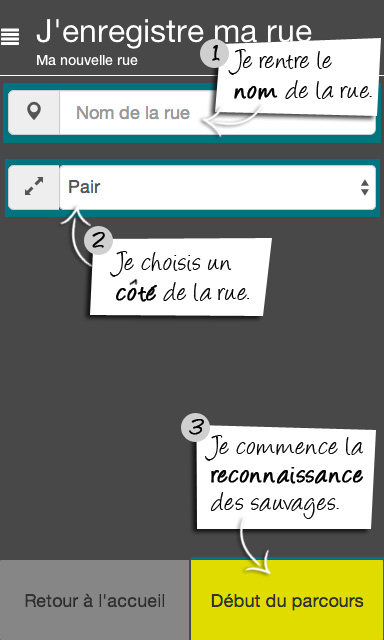 J'enregistre ma rue
Ma nouvelle rue
1
Je rentre le
nom de la rue.
Nom de la rue
Pair
2
Je choisis un
côté de la rue.
3
Je commence la
reconnaissance
des sauvages.
Retour à l'accueil
Début du parcours